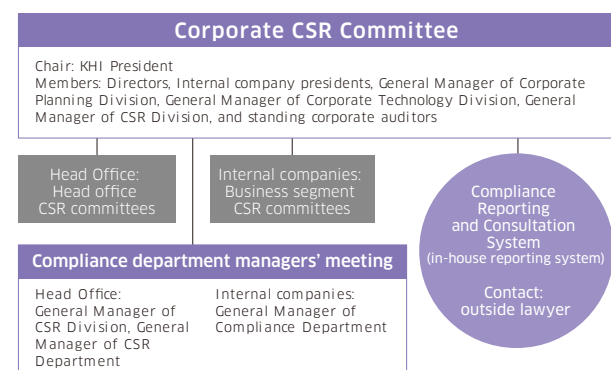 Corporate CSR Committee
Chair: KHI President
Members: Directors, Internal company presidents, General Manager of Corporate
Planning Division, General Manager of Corporate Technology Division, General
Manager of CSR Division, and standing corporate auditors
Head Office:
Head office
CSR committees
Internal companies:
Business segment
CSR committees
Compliance
Reporting
and Consultation
System
(in-house reporting system)
Contact:
outside lawyer
Compliance department managers' meeting
Head Office:
General Manager of
CSR Division, General
Manager of CSR
Department
Internal companies:
General Manager of
Compliance Department